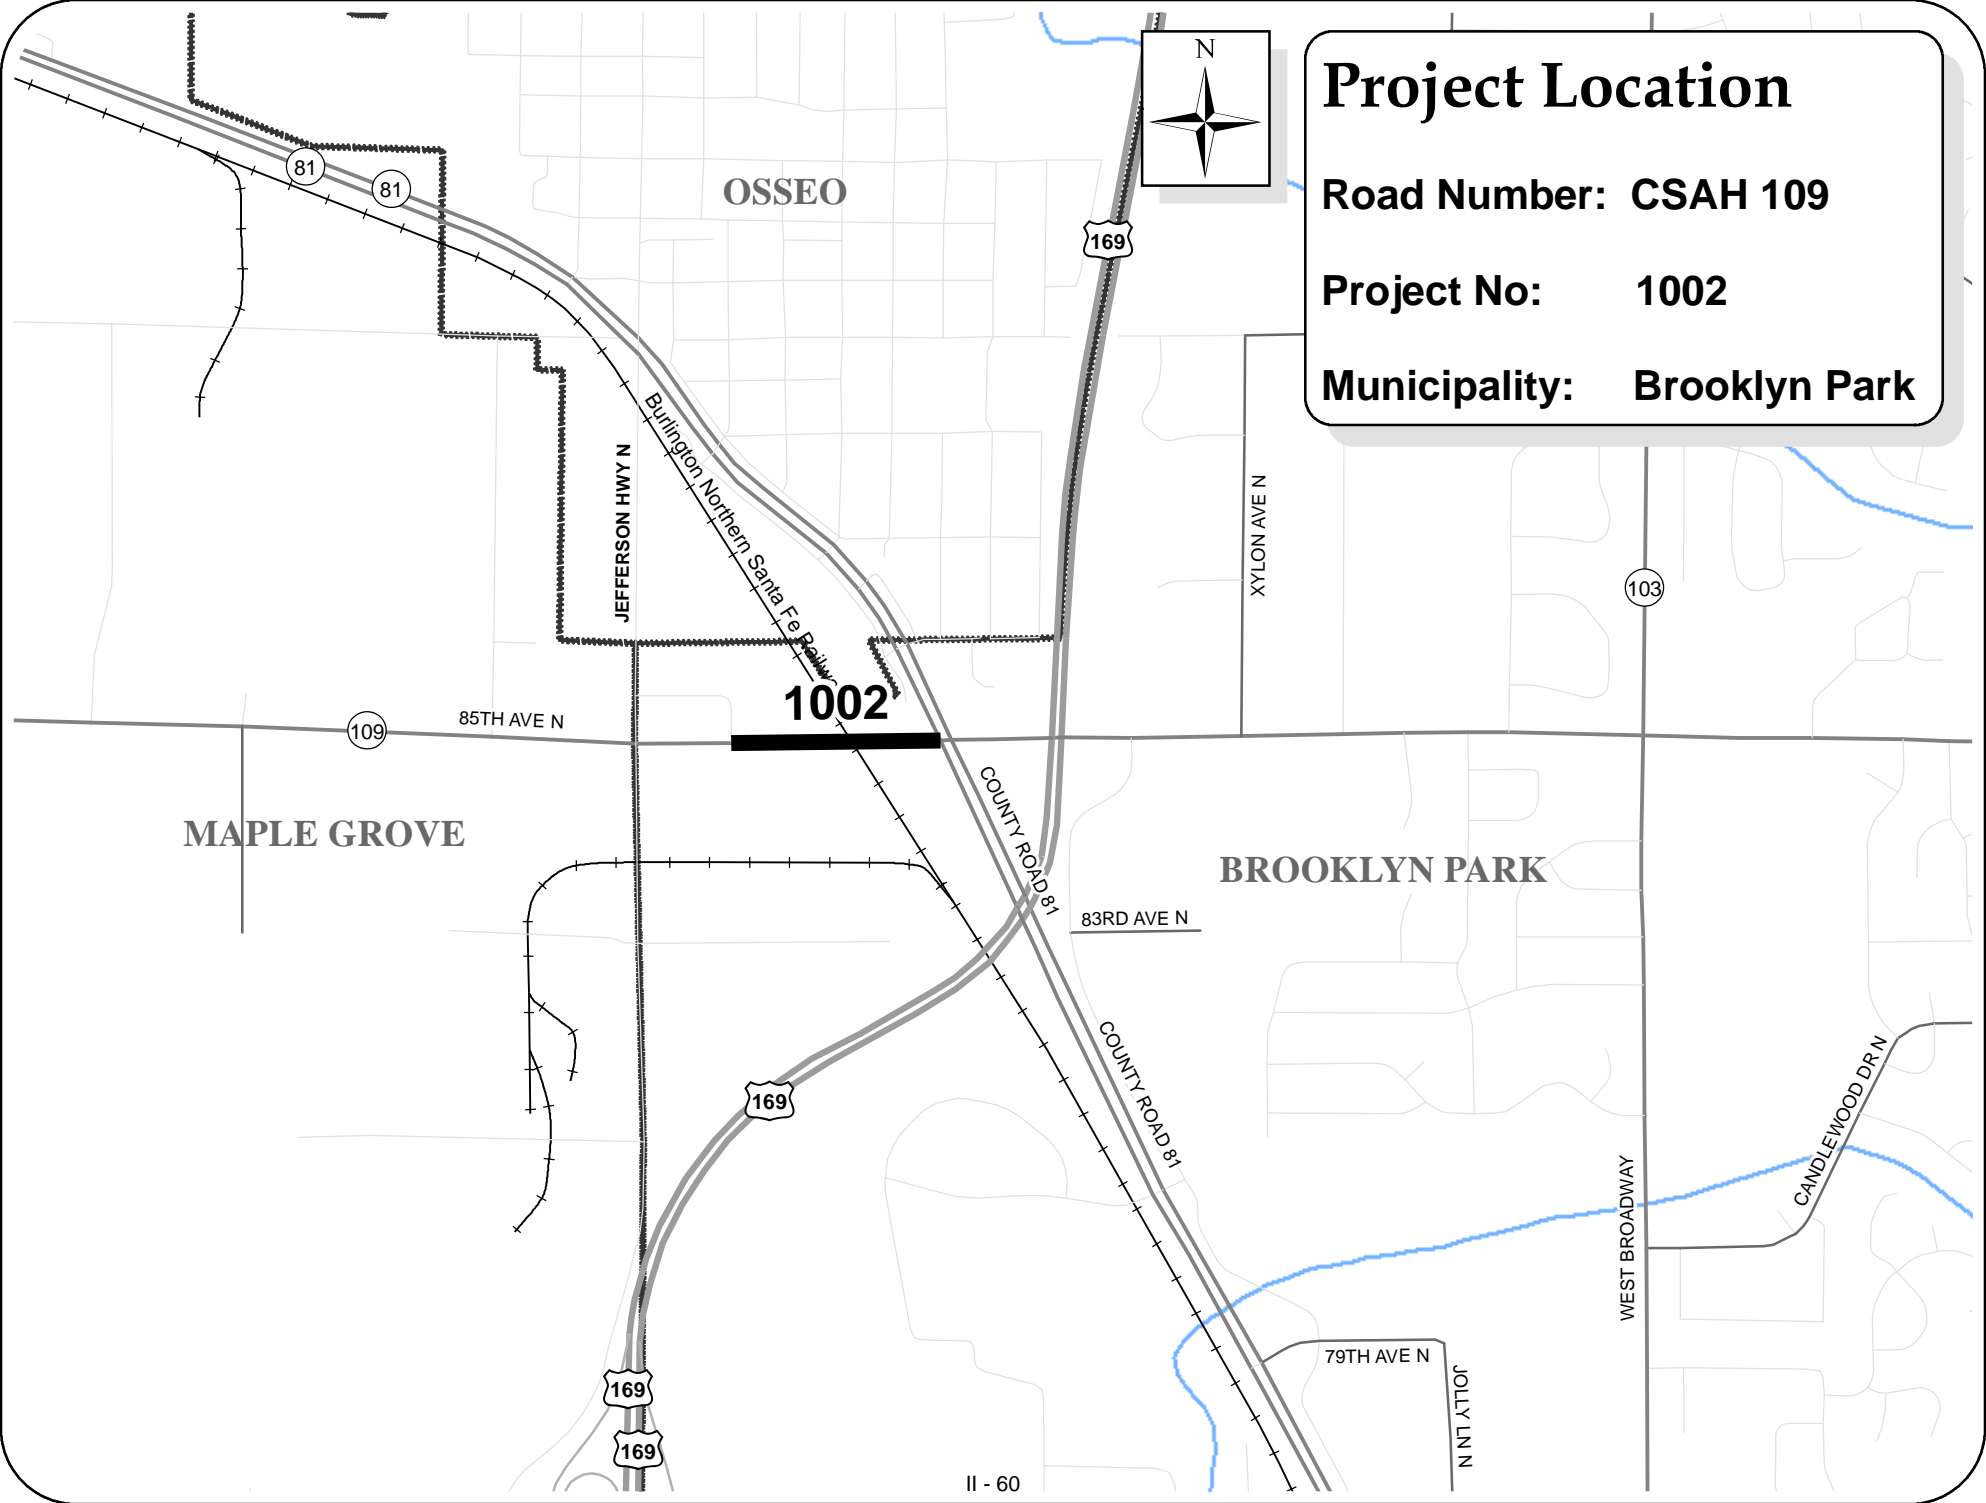 N
Project Location
Road Number: CSAH 109
Project No: 1002
Municipality: Brooklyn Park
81
81
OSSEO
169
Burlington Northern Santa Fe
JEFFERSON HWY N
XYLON AVE N
103
1002
109
85TH AVE N
MAPLE GROVE
COUNTY ROAD 81
BROOKLYN PARK
83RD AVE N
COUNTY ROAD 81
169
CANDLEWOOD DR N
WEST BROADWAY
79TH AVE N
JOLLY LN N
169
169
II - 60